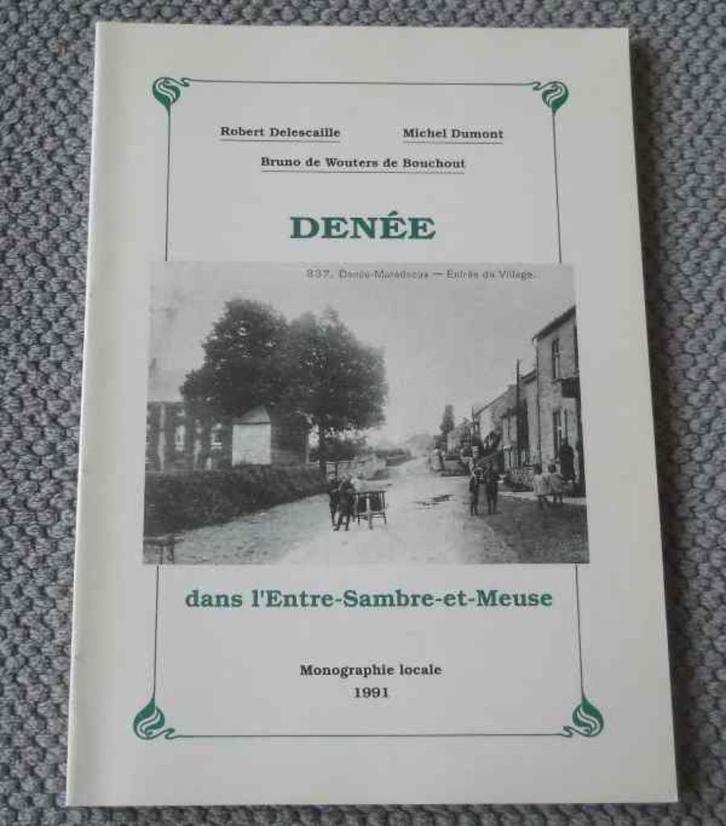 Robert Delescaille Michel Dumont
Bruno de Wouters de Bouchout
DENÉE
337. Denée-Maredsous — Entrée du Village.
dans l'Entre-Sambre-et-Meuse
Monographie locale
1991